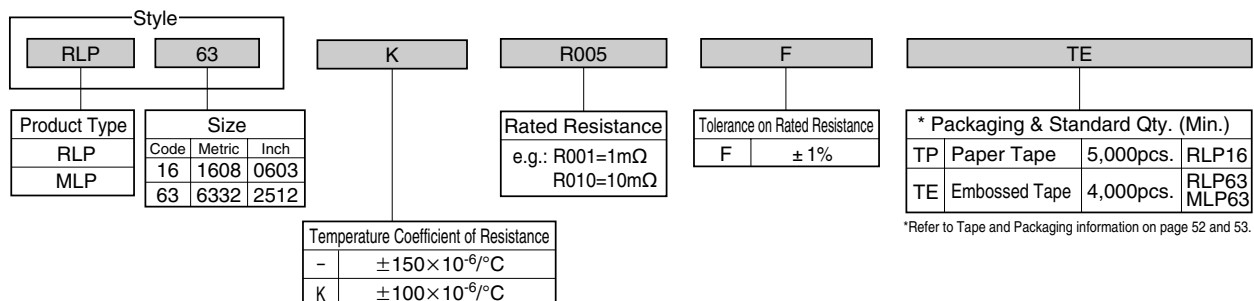 Style
RLP 63 K R005 F TE
Product Type
RLP
MLP
Size
Code Metric Inch
16 1608 0603
63 6332 2512
Rated Resistance
e.g.: R001=1mΩ
R010=10mΩ
Tolerance on Rated Resistance
F ±1%
* Packaging & Standard Qty. (Min.)
TP Paper Tape 5,000pcs. RLP16
TE Embossed Tape 4,000pcs. RLP63 MLP63
*Refer to Tape and Packaging information on page 52 and 53.
Temperature Coefficient of Resistance
− ±150×10⁻⁶/°C
K ±100×10⁻⁶/°C